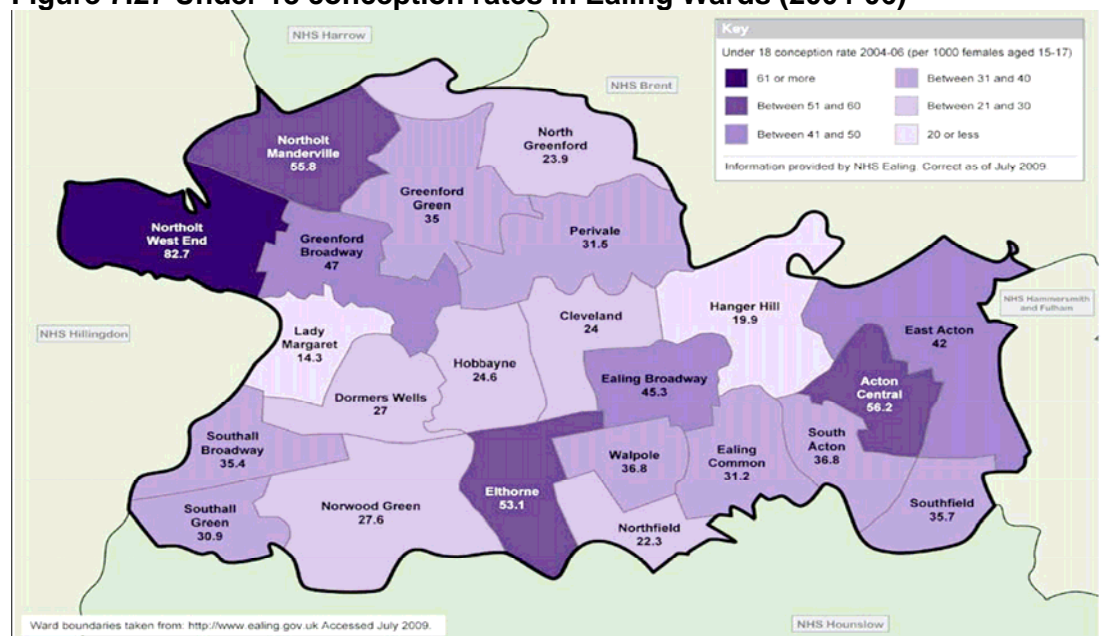 Figure 7.27 Under 18 conception rates in Ealing Wards (2004-06)
NHS Harrow
Key
Under 18 conception rate 2004-06 (per 1000 females aged 15-17)
61 or more
Between 31 and 40
Between 51 and 60
Between 21 and 30
Between 41 and 50
20 or less
Information provided by NHS Ealing. Correct as of July 2009.
NHS Brent
North
Greenford
23.9
Northolt
Manderville
55.8
Greenford
Green
35
Northolt
West End
82.7
Greenford
Broadway
47
Perivale
31.5
Hanger Hill
19.9
NHS Hammersmith
and Fulham
NHS Hillingdon
Lady
Margaret
14.3
Cleveland
24
East Acton
42
Hobbayne
24.6
Ealing Broadway
45.3
Acton
Central
56.2
Dormers Wells
27
Southall
Broadway
35.4
Walpole
36.8
Ealing
Common
31.2
South
Acton
36.8
Elthorne
53.1
Southfield
35.7
Southall
Green
30.9
Norwood Green
27.6
Northfield
22.3
Ward boundaries taken from: http://www.ealing.gov.uk Accessed July 2009.
NHS Hounslow